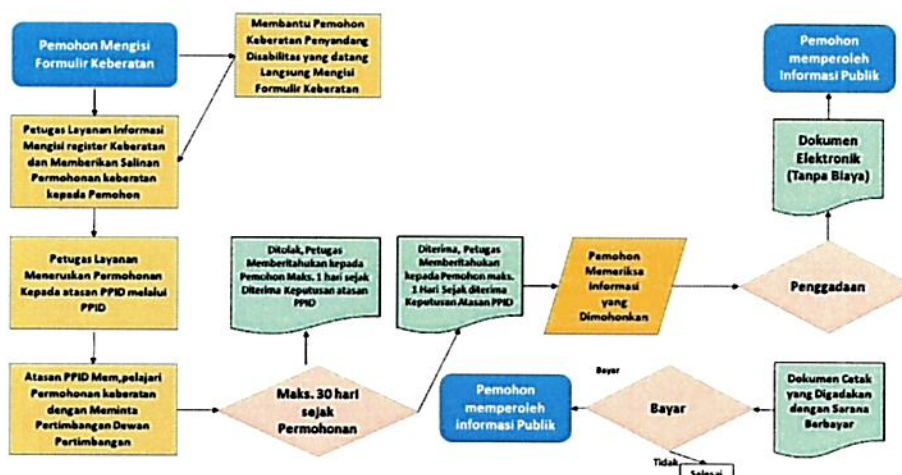 Pemohon Mengisi
Formulir Keberatan
Membantu Pemohon
Keberatan Penyandang
Disabilitas yang datang
Langsung Mengisi
Formulir Keberatan
Petugas Layanan Informasi
Mengisi register Keberatan
dan Memberikan Salinan
Permohonan keberatan
kepada Pemohon
Petugas Layanan
Meneruskan Permohonan
Kepada atasan PPID melalui
PPID
Atasan PPID Mem,pelajari
Permohonan keberatan
dengan Meminta
Pertimbangan Dewan
Pertimbangan
Maks. 30 hari
sejak
Permohonan
Ditolak, Petugas
Memberitahukan kepada
Pemohon Maks. 1 hari sejak
Diterima Keputusan atasan
PPID
Diterima, Petugas
Memberitahukan
kepada Pemohon maks.
1 Hari Sejak diterima
Keputusan Atasan PPID
Pemohon
Memeriksa
Informasi
yang
Dimohonkan
Penggadaan
Dokumen
Elektronik
(Tanpa Biaya)
Pemohon
memperoleh
Informasi Publik
Dokumen Cetak
yang Digadakan
dengan Sarana
Berbayar
Bayar
Bayar
Pemohon
memperoleh
informasi Publik
Tidak
Selesai